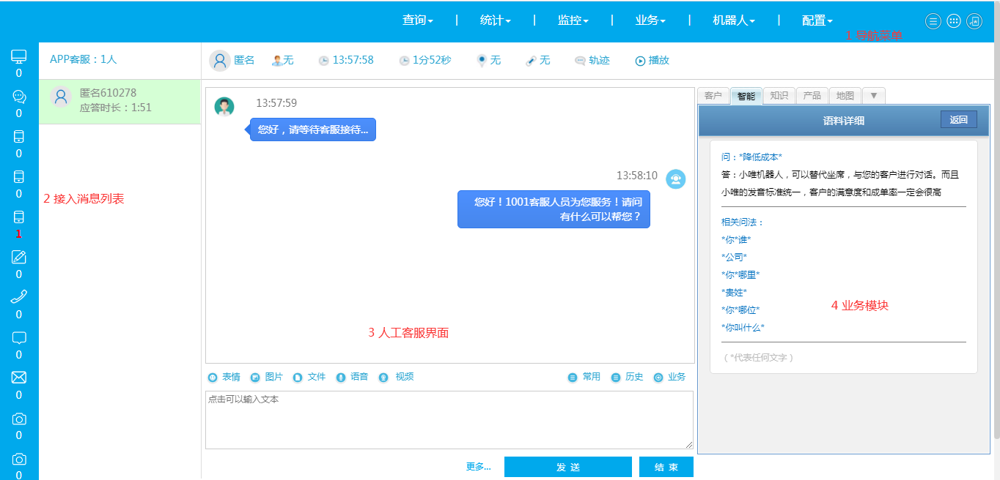 查询 | 统计 | 监控 | 业务 | 机器人 | 配置
1 导航菜单
0
0
0
0
1
0
0
0
0
0
0
APP客服：1人
匿名610278
应答时长：1:51
2 接入消息列表
匿名 无 13:57:58 1分52秒 无 无 轨迹 播放
13:57:59
您好，请等待客服接待...
13:58:10
您好！1001客服人员为您服务！请问
有什么可以帮您？
3 人工客服界面
表情 图片 文件 语音 视频 常用 历史 业务
点击可以输入文本
更多... 发 送 结 束
客户 智能 知识 产品 地图 ▼
语料详细 返回
问：*降低成本*
答：小唯机器人，可以替代坐席，与您的客户进行对话。而且
小唯的发音标准统一，客户的满意度和成单率一定会很高
相关问法：
*你*谁*
*公司*
*你*哪里*
*贵姓*
*你*哪位*
*你叫什么*
4 业务模块
（*代表任何文字）